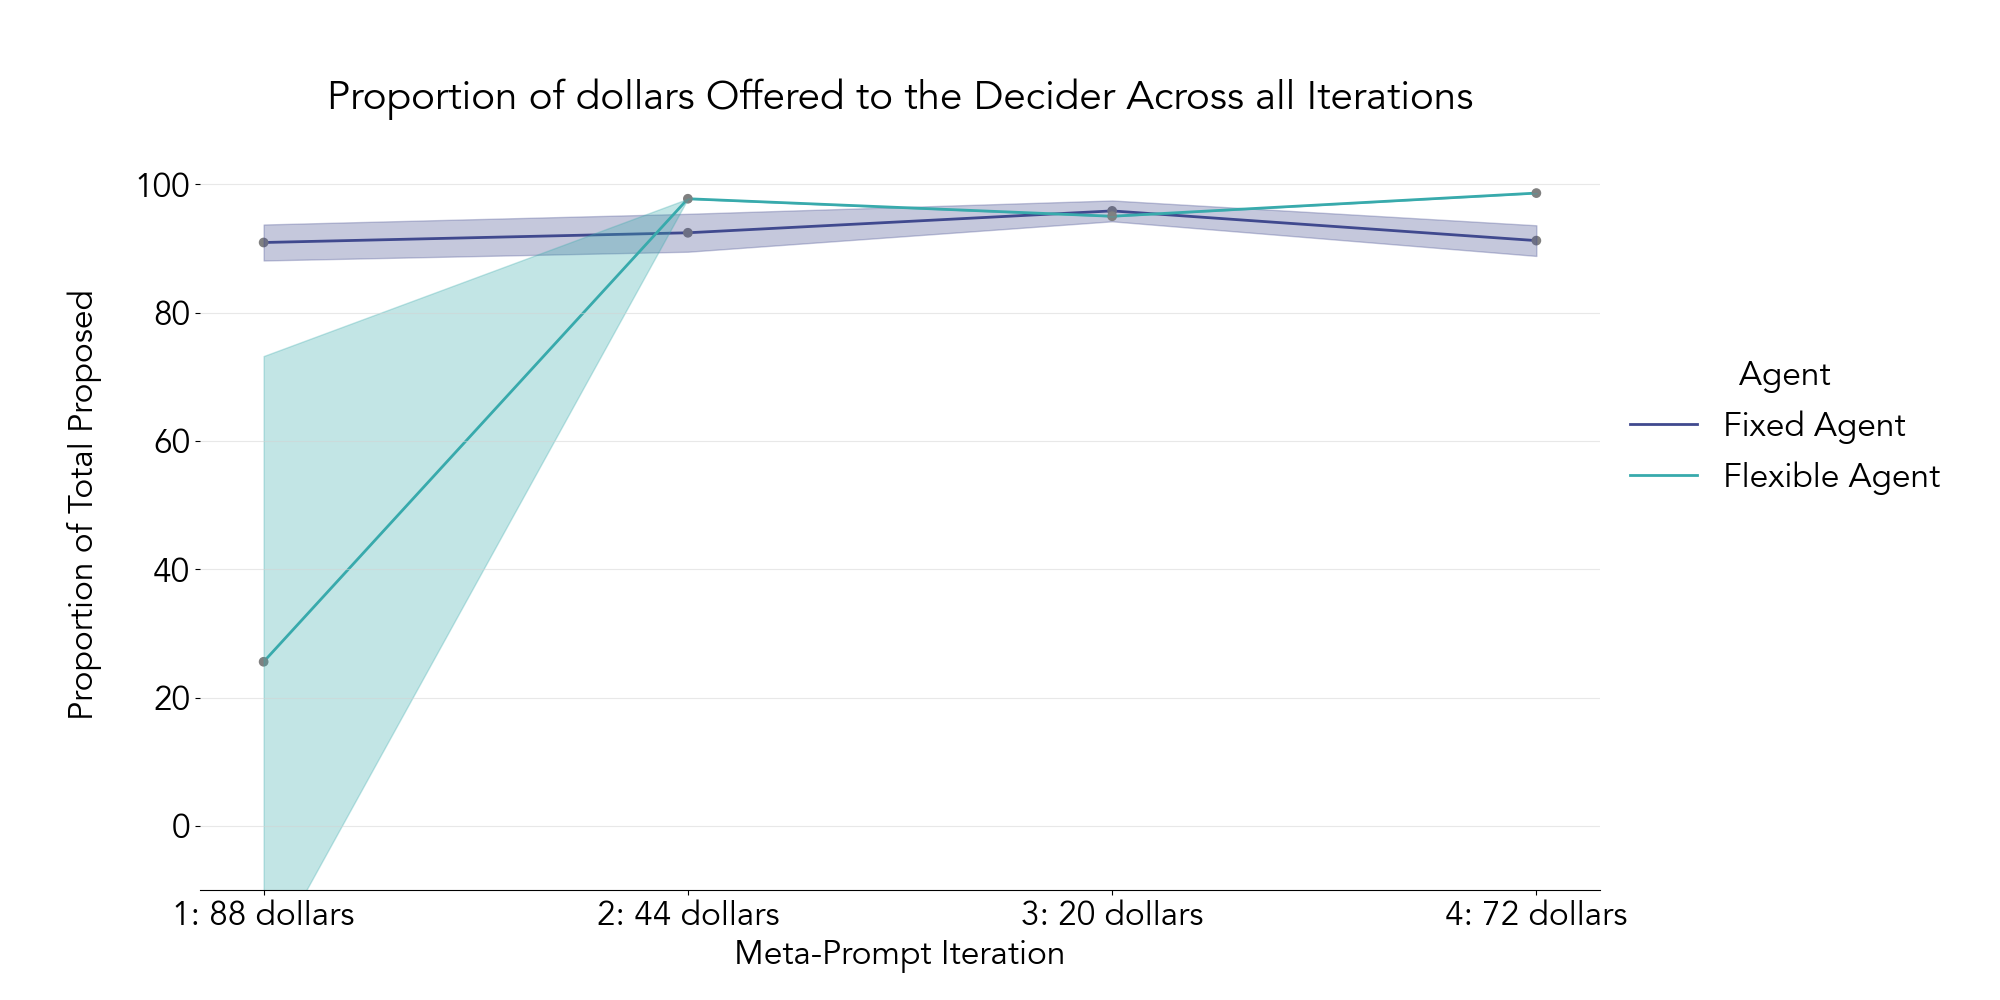 Proportion of dollars Offered to the Decider Across all Iterations
Proportion of Total Proposed
100
80
60
40
20
0
1: 88 dollars
2: 44 dollars
3: 20 dollars
4: 72 dollars
Meta-Prompt Iteration
Agent
Fixed Agent
Flexible Agent